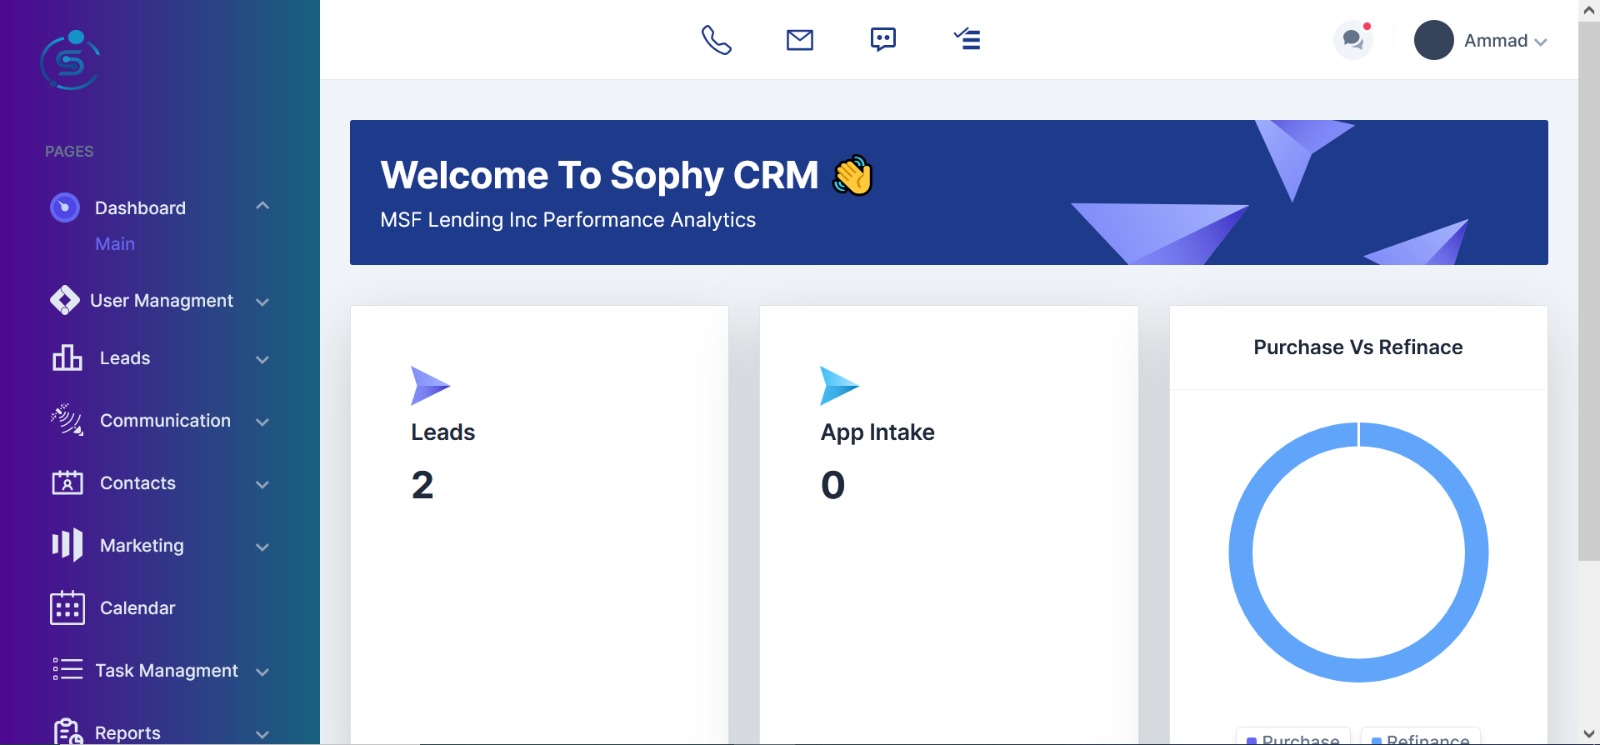 PAGES
Dashboard
Main
User Managment
Leads
Communication
Contacts
Marketing
Calendar
Task Managment
Reports
Ammad
Welcome To Sophy CRM 👋
MSF Lending Inc Performance Analytics
Leads
2
App Intake
0
Purchase Vs Refinace
Purchase
Refinance